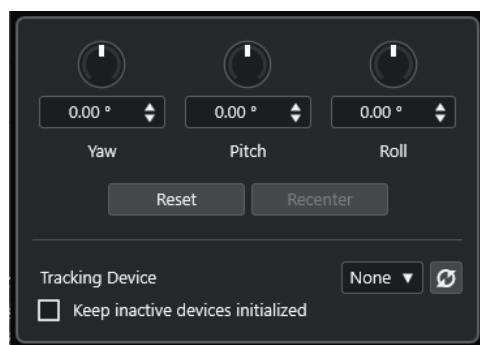 0.00 ° 0.00 ° 0.00 °
Yaw Pitch Roll
Reset Recenter
Tracking Device None
Keep inactive devices initialized